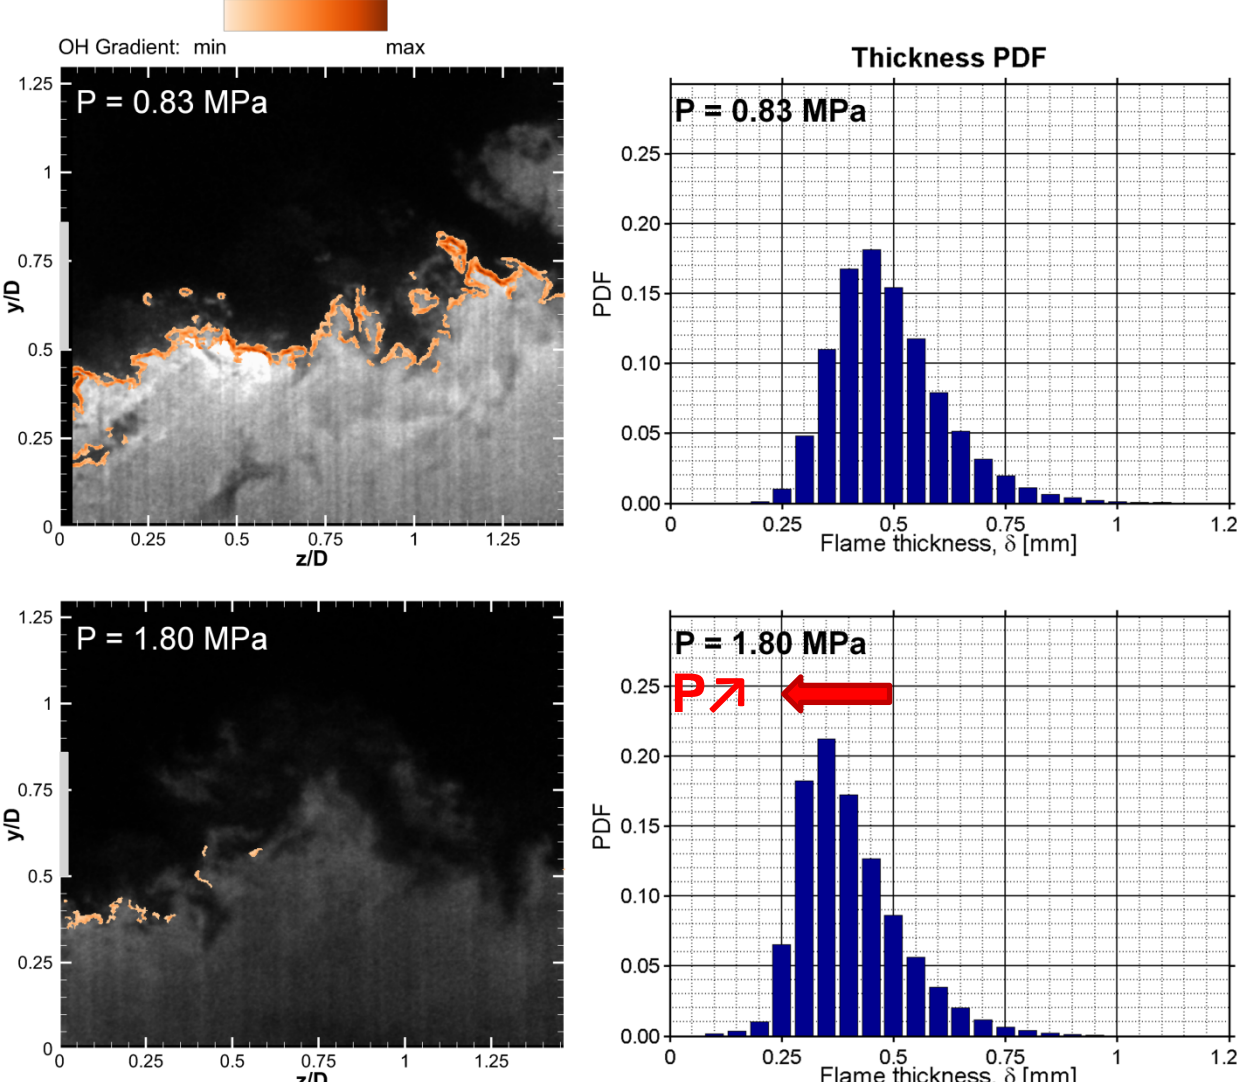 OH Gradient: min max
P = 0.83 MPa
1.25
1
0.75
0.5
0.25
0
y/D
0 0.25 0.5 0.75 1 1.25
z/D
Thickness PDF
P = 0.83 MPa
0.25
0.20
0.15
0.10
0.05
0.00
PDF
0 0.25 0.5 0.75 1 1.2
Flame thickness, δ [mm]
P = 1.80 MPa
1.25
1
0.75
0.5
0.25
0
y/D
0 0.25 0.5 0.75 1 1.25
z/D
P = 1.80 MPa
P↗
0.25
0.20
0.15
0.10
0.05
0.00
PDF
0 0.25 0.5 0.75 1 1.2
Flame thickness, δ [mm]